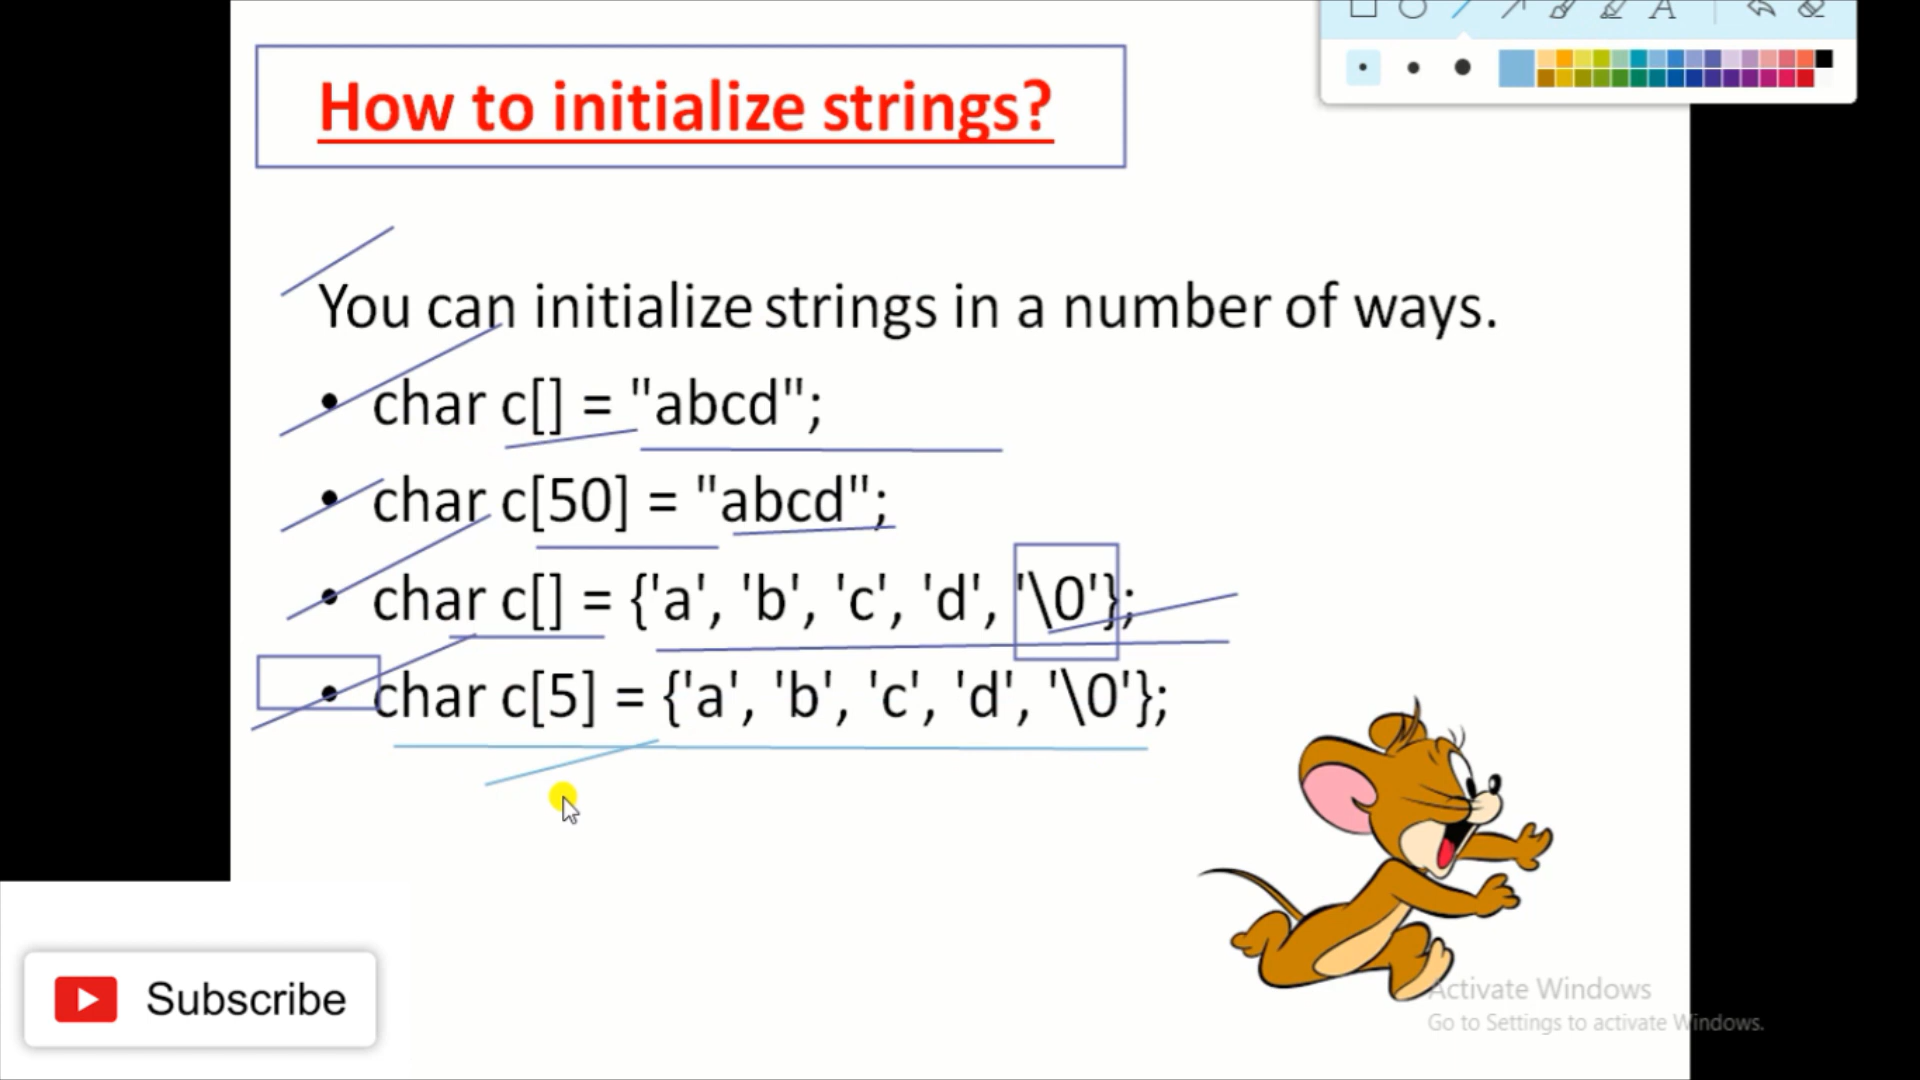 How to initialize strings?
You can initialize strings in a number of ways.
• char c[] = "abcd";
• char c[50] = "abcd";
• char c[] = {'a', 'b', 'c', 'd', '\0'};
• char c[5] = {'a', 'b', 'c', 'd', '\0'};
Subscribe
Activate Windows
Go to Settings to activate Windows.
A